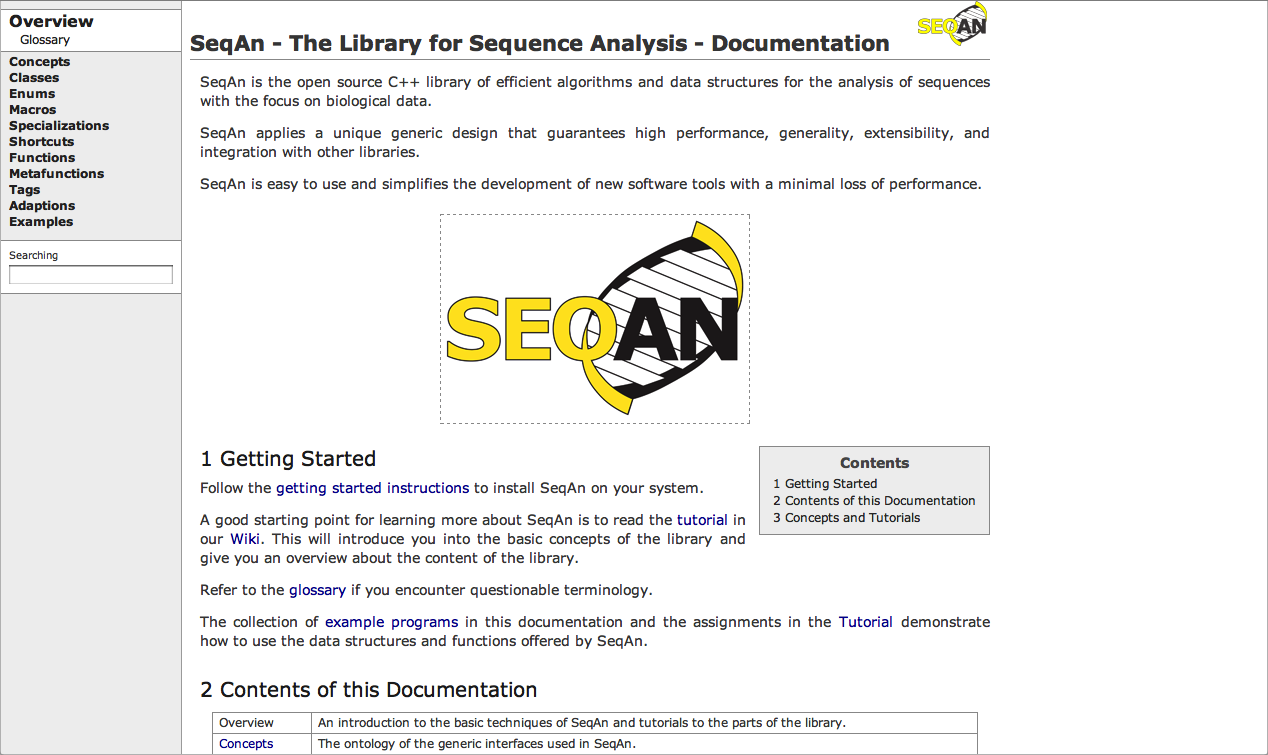 Overview
Glossary
Concepts
Classes
Enums
Macros
Specializations
Shortcuts
Functions
Metafunctions
Tags
Adaptions
Examples
Searching
SEQAN
SeqAn - The Library for Sequence Analysis - Documentation
SeqAn is the open source C++ library of efficient algorithms and data structures for the analysis of sequences
with the focus on biological data.
SeqAn applies a unique generic design that guarantees high performance, generality, extensibility, and
integration with other libraries.
SeqAn is easy to use and simplifies the development of new software tools with a minimal loss of performance.
SEQAN
1 Getting Started
Follow the getting started instructions to install SeqAn on your system.
A good starting point for learning more about SeqAn is to read the tutorial in
our Wiki. This will introduce you into the basic concepts of the library and
give you an overview about the content of the library.
Contents
1 Getting Started
2 Contents of this Documentation
3 Concepts and Tutorials
Refer to the glossary if you encounter questionable terminology.
The collection of example programs in this documentation and the assignments in the Tutorial demonstrate
how to use the data structures and functions offered by SeqAn.
2 Contents of this Documentation
Overview An introduction to the basic techniques of SeqAn and tutorials to the parts of the library.
Concepts The ontology of the generic interfaces used in SeqAn.